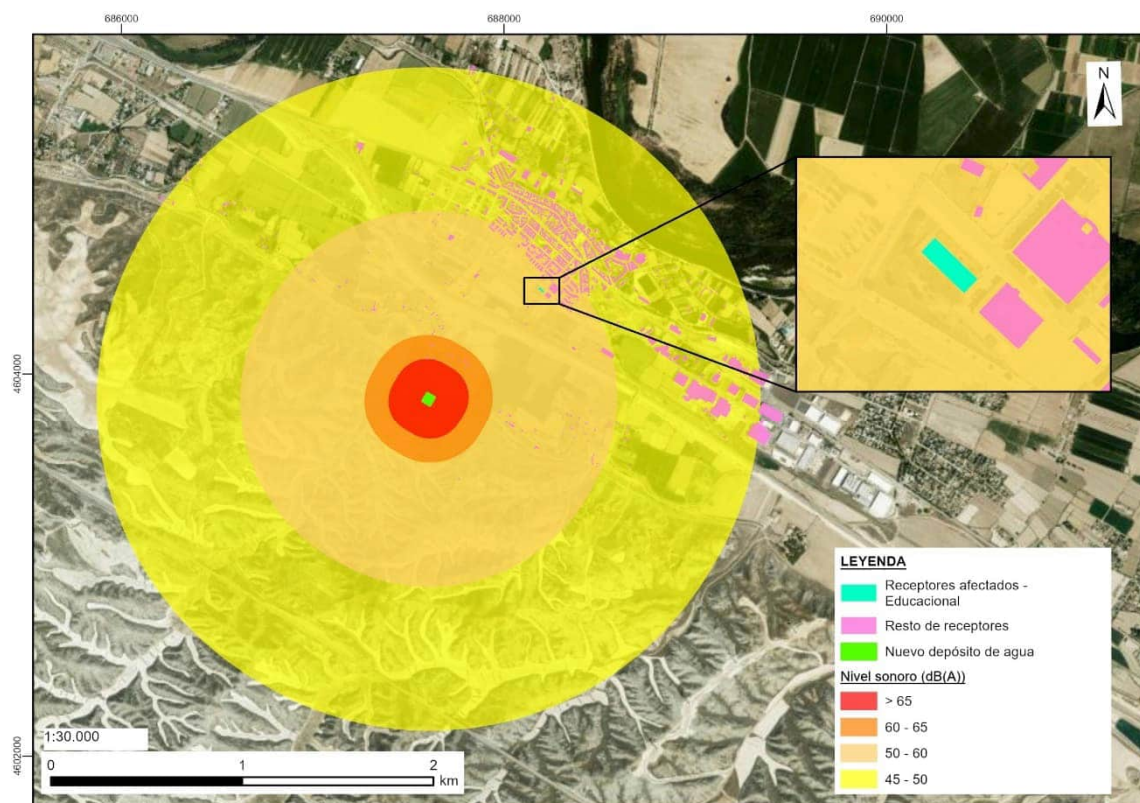 686000
688000
690000
N
4604000
4602000
LEYENDA
Receptores afectados -
Educacional
Resto de receptores
Nuevo depósito de agua
Nivel sonoro (dB(A))
> 65
60 - 65
50 - 60
45 - 50
1:30.000
0 1 2
km